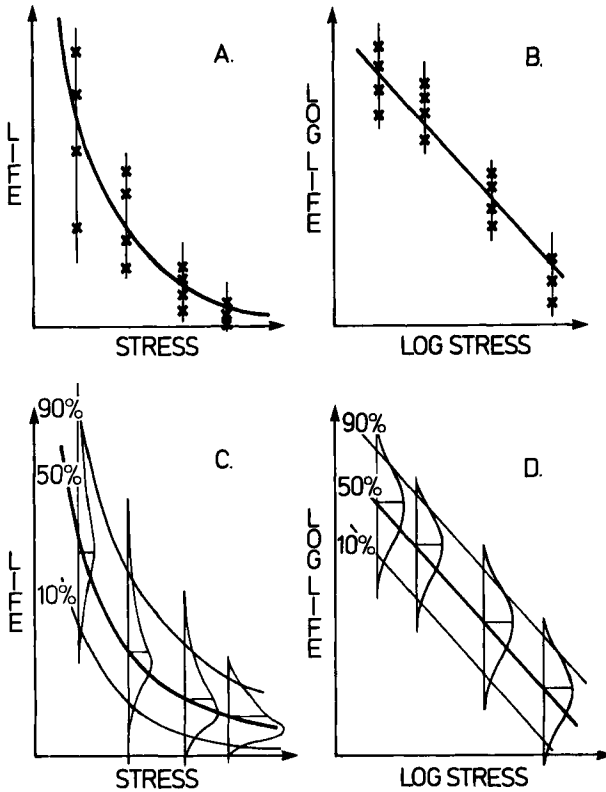 A.
LIFE
STRESS
B.
LOG LIFE
LOG STRESS
C.
90%
50%
10%
LIFE
STRESS
D.
90%
50%
10%
LOG LIFE
LOG STRESS